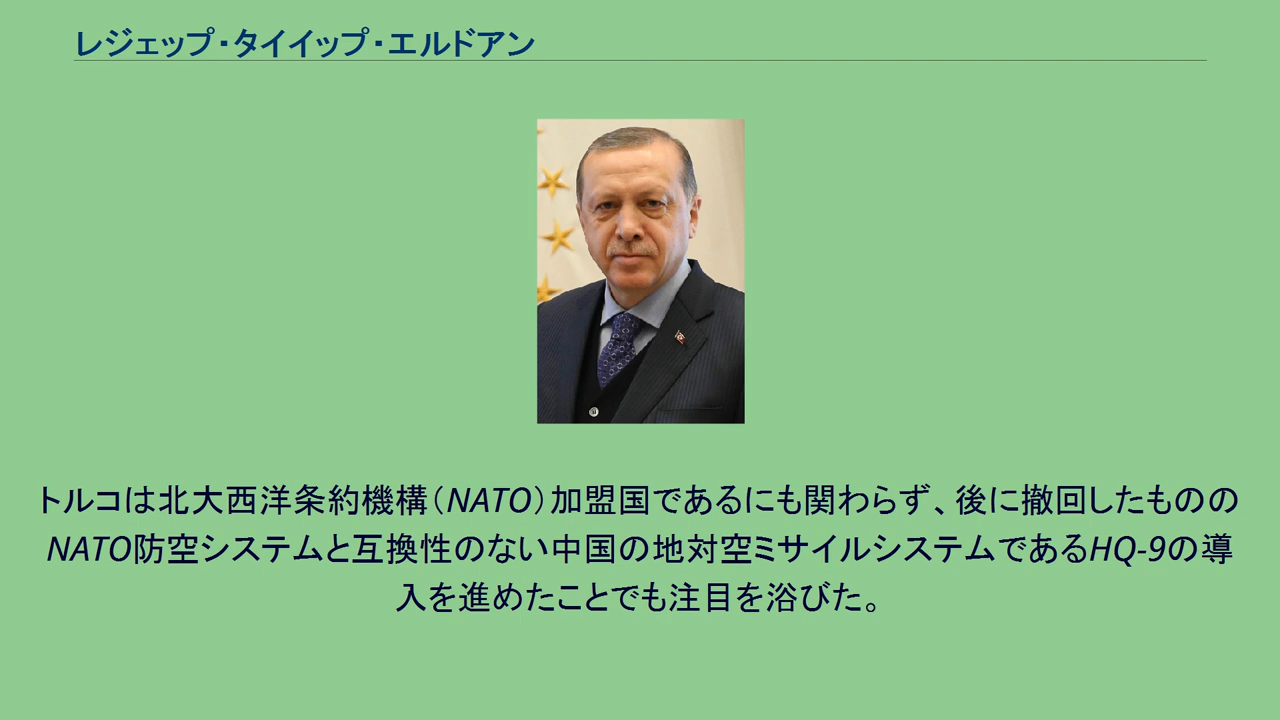 レジェップ・タイイップ・エルドアン
トルコは北大西洋条約機構（NATO）加盟国であるにも関わらず、後に撤回したものの
NATO防空システムと互換性のない中国の地対空ミサイルシステムであるHQ-9の導
入を進めたことでも注目を浴びた。